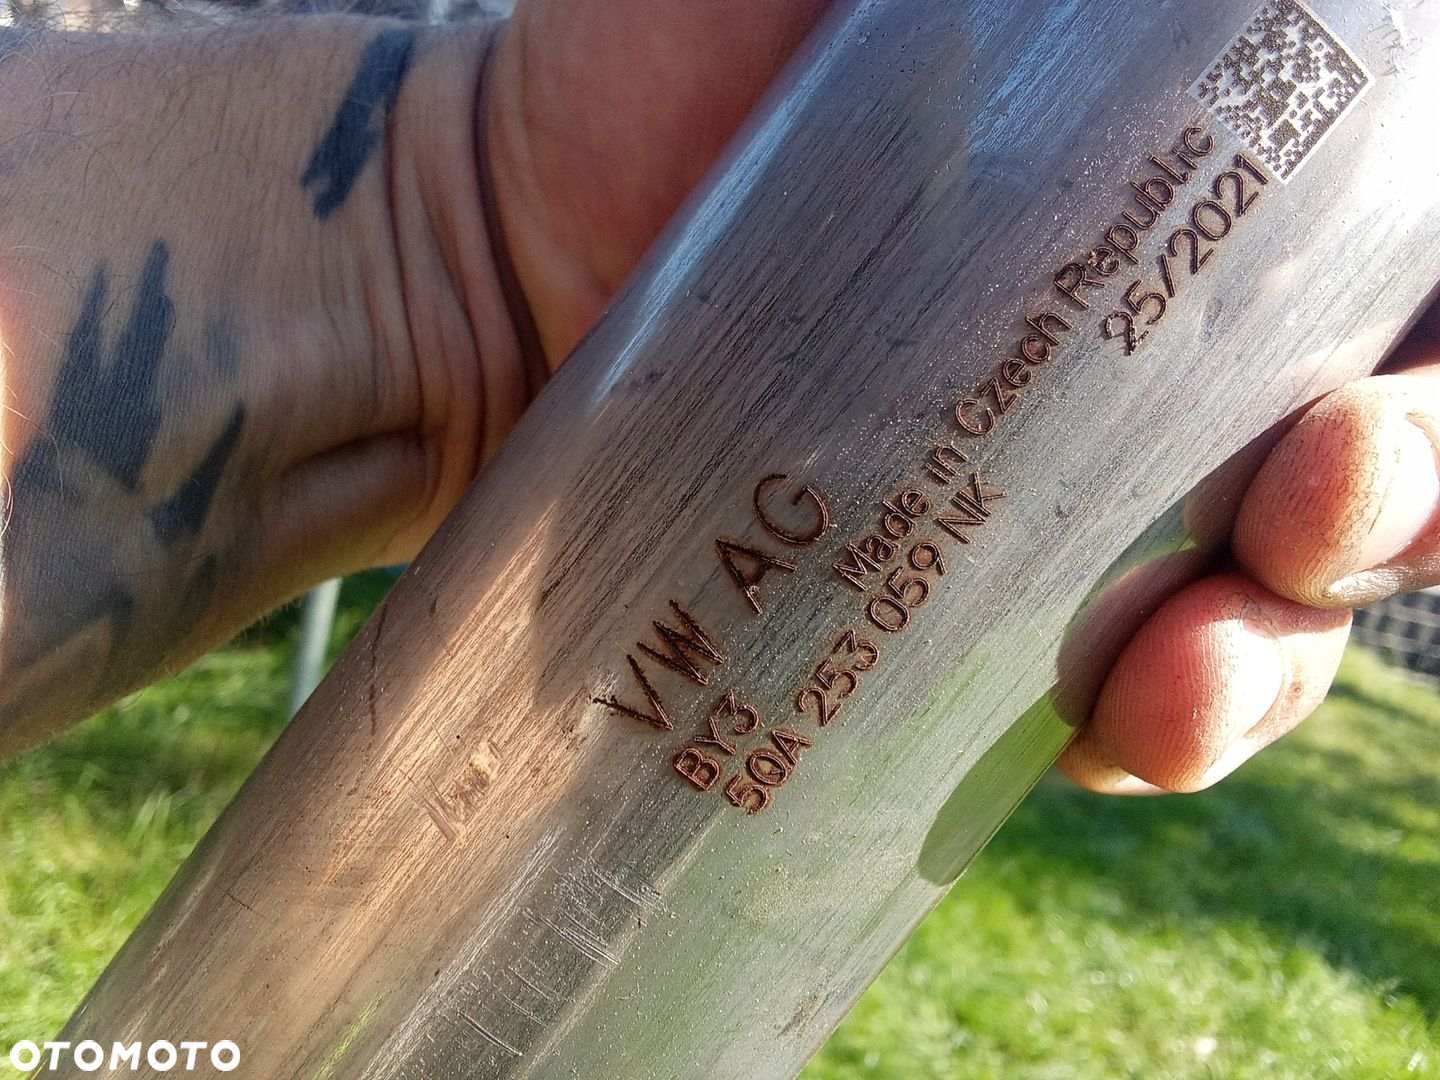 VW AG
Made in Czech Republic
BY3
25/2021
5QA 253 059 NK
OTOMOTO